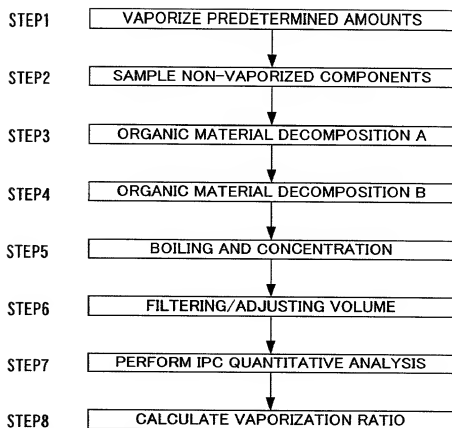 STEP1 VAPORIZE PREDETERMINED AMOUNTS
STEP2 SAMPLE NON-VAPORIZED COMPONENTS
STEP3 ORGANIC MATERIAL DECOMPOSITION A
STEP4 ORGANIC MATERIAL DECOMPOSITION B
STEP5 BOILING AND CONCENTRATION
STEP6 FILTERING/ADJUSTING VOLUME
STEP7 PERFORM IPC QUANTITATIVE ANALYSIS
STEP8 CALCULATE VAPORIZATION RATIO